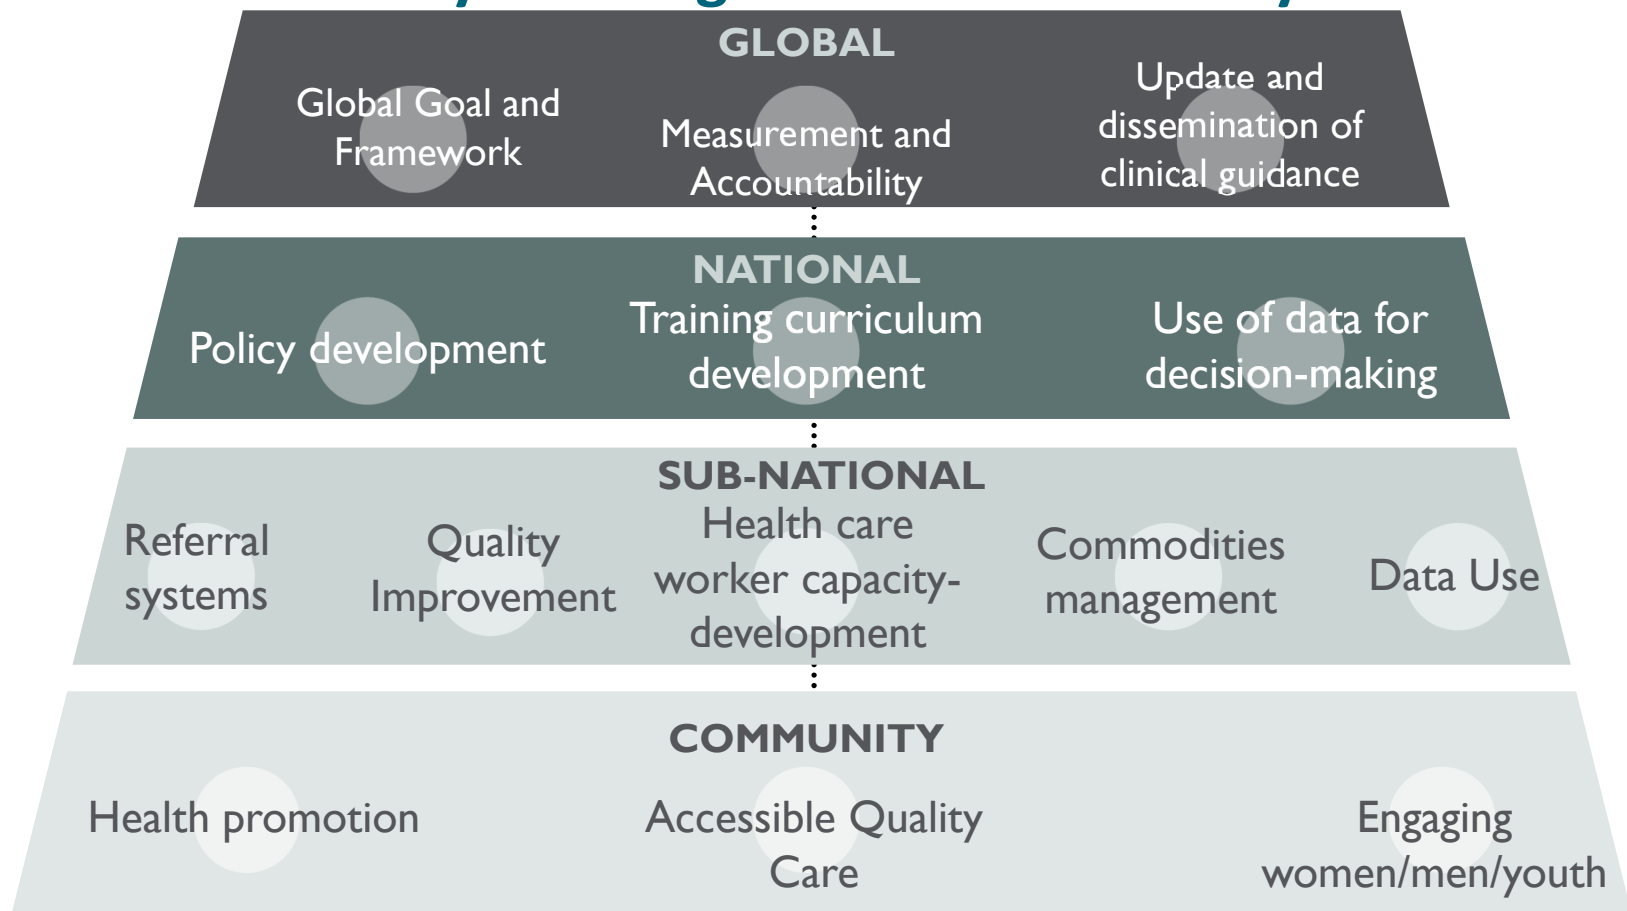 GLOBAL
Global Goal and
Framework
Measurement and
Accountability
Update and
dissemination of
clinical guidance
NATIONAL
Policy development
Training curriculum
development
Use of data for
decision-making
SUB-NATIONAL
Referral
systems
Quality
Improvement
Health care
worker capacity-
development
Commodities
management
Data Use
COMMUNITY
Health promotion
Accessible Quality
Care
Engaging
women/men/youth